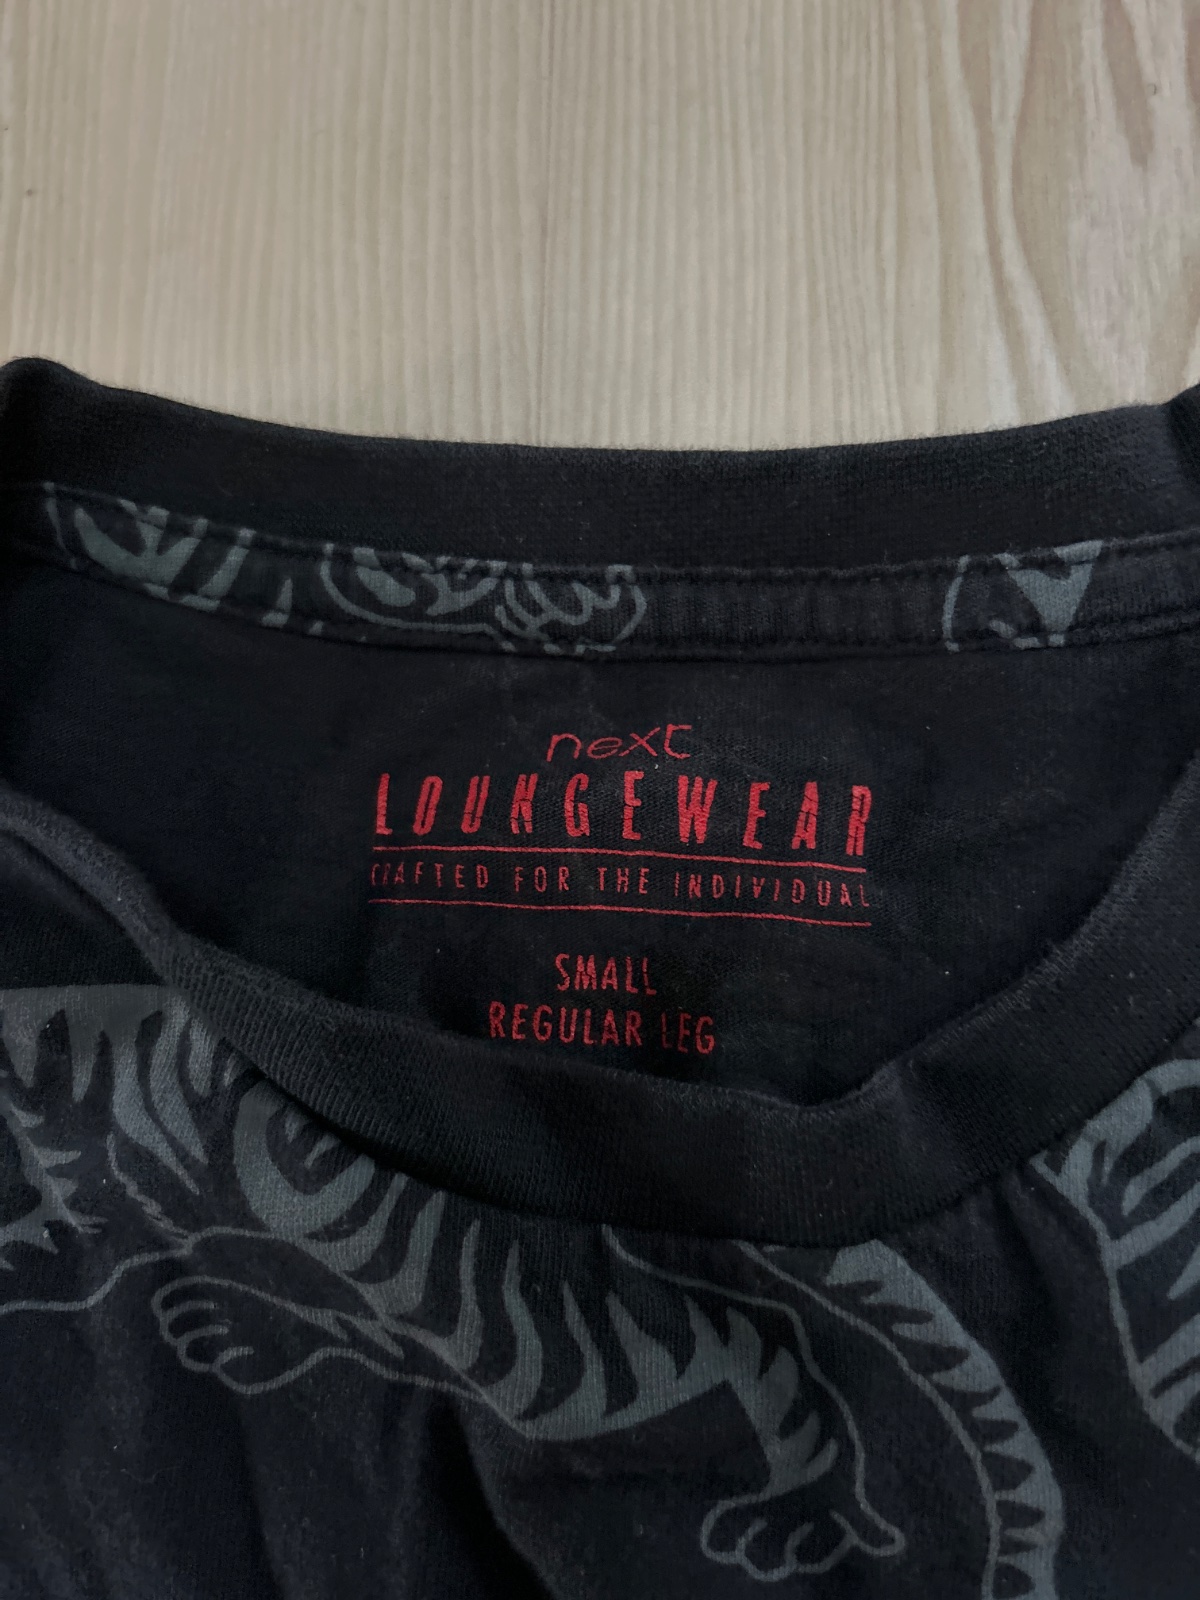 next
LOUNGEWEAR
CRAFTED FOR THE INDIVIDUAL
SMALL
REGULAR LEG